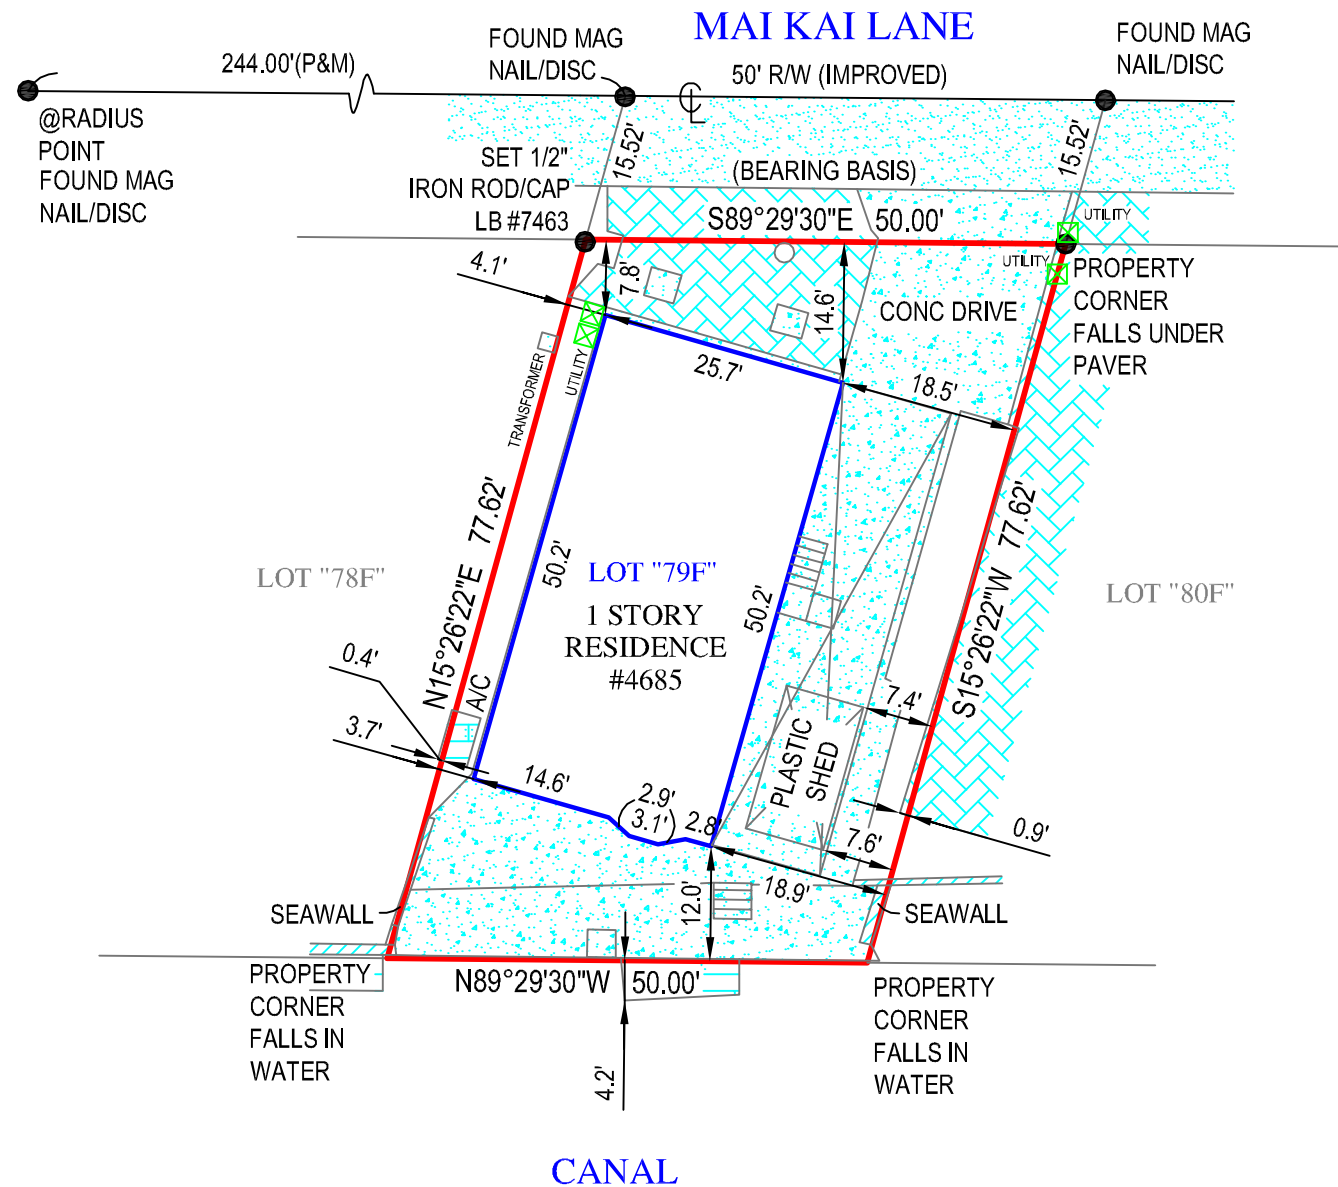 MAI KAI LANE
FOUND MAG
NAIL/DISC
FOUND MAG
NAIL/DISC
244.00'(P&M)
50' R/W (IMPROVED)
CL
@RADIUS
POINT
FOUND MAG
NAIL/DISC
15.52'
15.52'
SET 1/2"
IRON ROD/CAP
LB #7463
(BEARING BASIS)
S89°29'30"E 50.00'
UTILITY
UTILITY
PROPERTY
CORNER
FALLS UNDER
PAVER
4.1'
7.8'
14.6'
CONC DRIVE
TRANSFORMER
UTILITY
25.7'
18.5'
N15°26'22"E 77.62'
50.2'
LOT "78F"
LOT "79F"
1 STORY
RESIDENCE
#4685
50.2'
S15°26'22"W 77.62'
LOT "80F"
0.4'
3.7'
A/C
7.4'
PLASTIC
SHED
14.6'
2.9'
(3.1')
2.8'
7.6'
0.9'
18.9'
12.0'
SEAWALL
SEAWALL
PROPERTY
CORNER
FALLS IN
WATER
N89°29'30"W 50.00'
PROPERTY
CORNER
FALLS IN
WATER
4.2'
CANAL